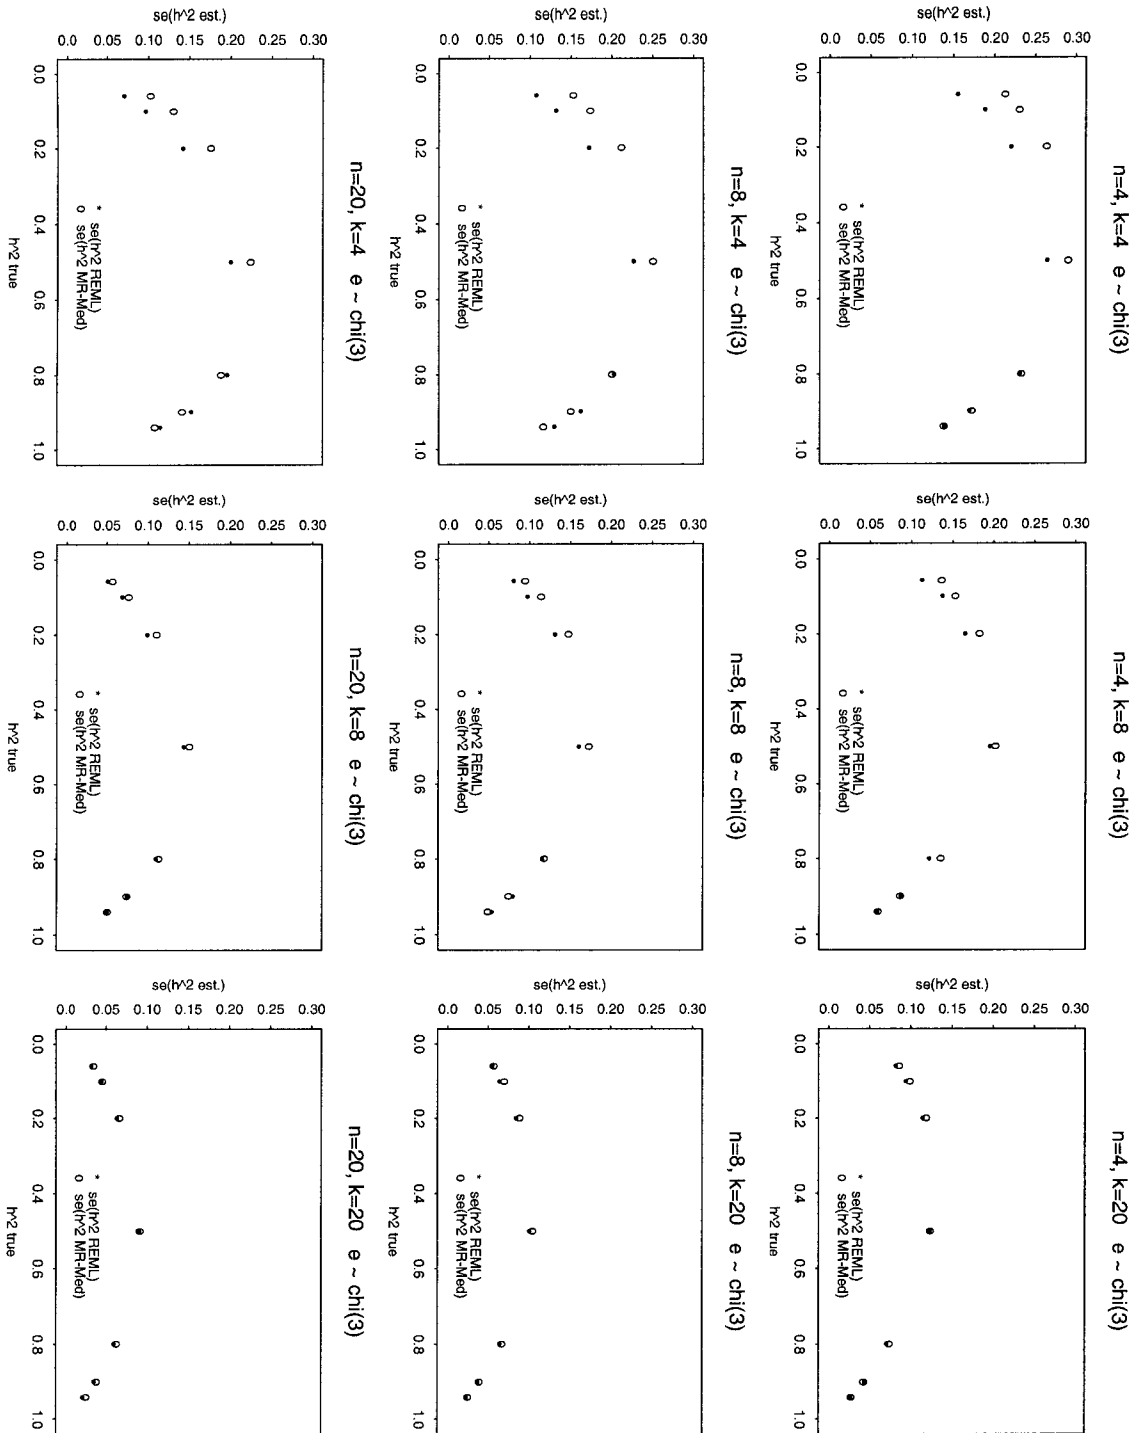 n=4, k=4 e ~ chi(3)
se(h^2 est.)
0.0 0.05 0.10 0.15 0.20 0.25 0.30
* se(h^2 REML)
o se(h^2 MR-Med)
0.0 0.2 0.4 0.6 0.8 1.0
h^2 true
n=4, k=8 e ~ chi(3)
se(h^2 est.)
0.0 0.05 0.10 0.15 0.20 0.25 0.30
* se(h^2 REML)
o se(h^2 MR-Med)
0.0 0.2 0.4 0.6 0.8 1.0
h^2 true
n=4, k=20 e ~ chi(3)
se(h^2 est.)
0.0 0.05 0.10 0.15 0.20 0.25 0.30
* se(h^2 REML)
o se(h^2 MR-Med)
0.0 0.2 0.4 0.6 0.8 1.0
h^2 true
n=8, k=4 e ~ chi(3)
se(h^2 est.)
0.0 0.05 0.10 0.15 0.20 0.25 0.30
* se(h^2 REML)
o se(h^2 MR-Med)
0.0 0.2 0.4 0.6 0.8 1.0
h^2 true
n=8, k=8 e ~ chi(3)
se(h^2 est.)
0.0 0.05 0.10 0.15 0.20 0.25 0.30
* se(h^2 REML)
o se(h^2 MR-Med)
0.0 0.2 0.4 0.6 0.8 1.0
h^2 true
n=8, k=20 e ~ chi(3)
se(h^2 est.)
0.0 0.05 0.10 0.15 0.20 0.25 0.30
* se(h^2 REML)
o se(h^2 MR-Med)
0.0 0.2 0.4 0.6 0.8 1.0
h^2 true
n=20, k=4 e ~ chi(3)
se(h^2 est.)
0.0 0.05 0.10 0.15 0.20 0.25 0.30
* se(h^2 REML)
o se(h^2 MR-Med)
0.0 0.2 0.4 0.6 0.8 1.0
h^2 true
n=20, k=8 e ~ chi(3)
se(h^2 est.)
0.0 0.05 0.10 0.15 0.20 0.25 0.30
* se(h^2 REML)
o se(h^2 MR-Med)
0.0 0.2 0.4 0.6 0.8 1.0
h^2 true
n=20, k=20 e ~ chi(3)
se(h^2 est.)
0.0 0.05 0.10 0.15 0.20 0.25 0.30
* se(h^2 REML)
o se(h^2 MR-Med)
0.0 0.2 0.4 0.6 0.8 1.0
h^2 true